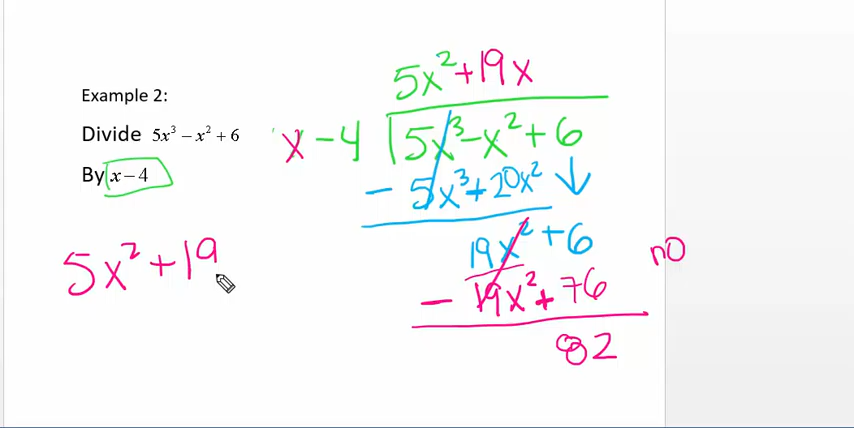 Example 2:
Divide 5x³ − x² + 6
By x − 4
5x² + 19x
x − 4 5x³ − x² + 6
− 5x³ + 20x² ↓
19x² + 6
no
− 19x² + 76
82
5x² + 19